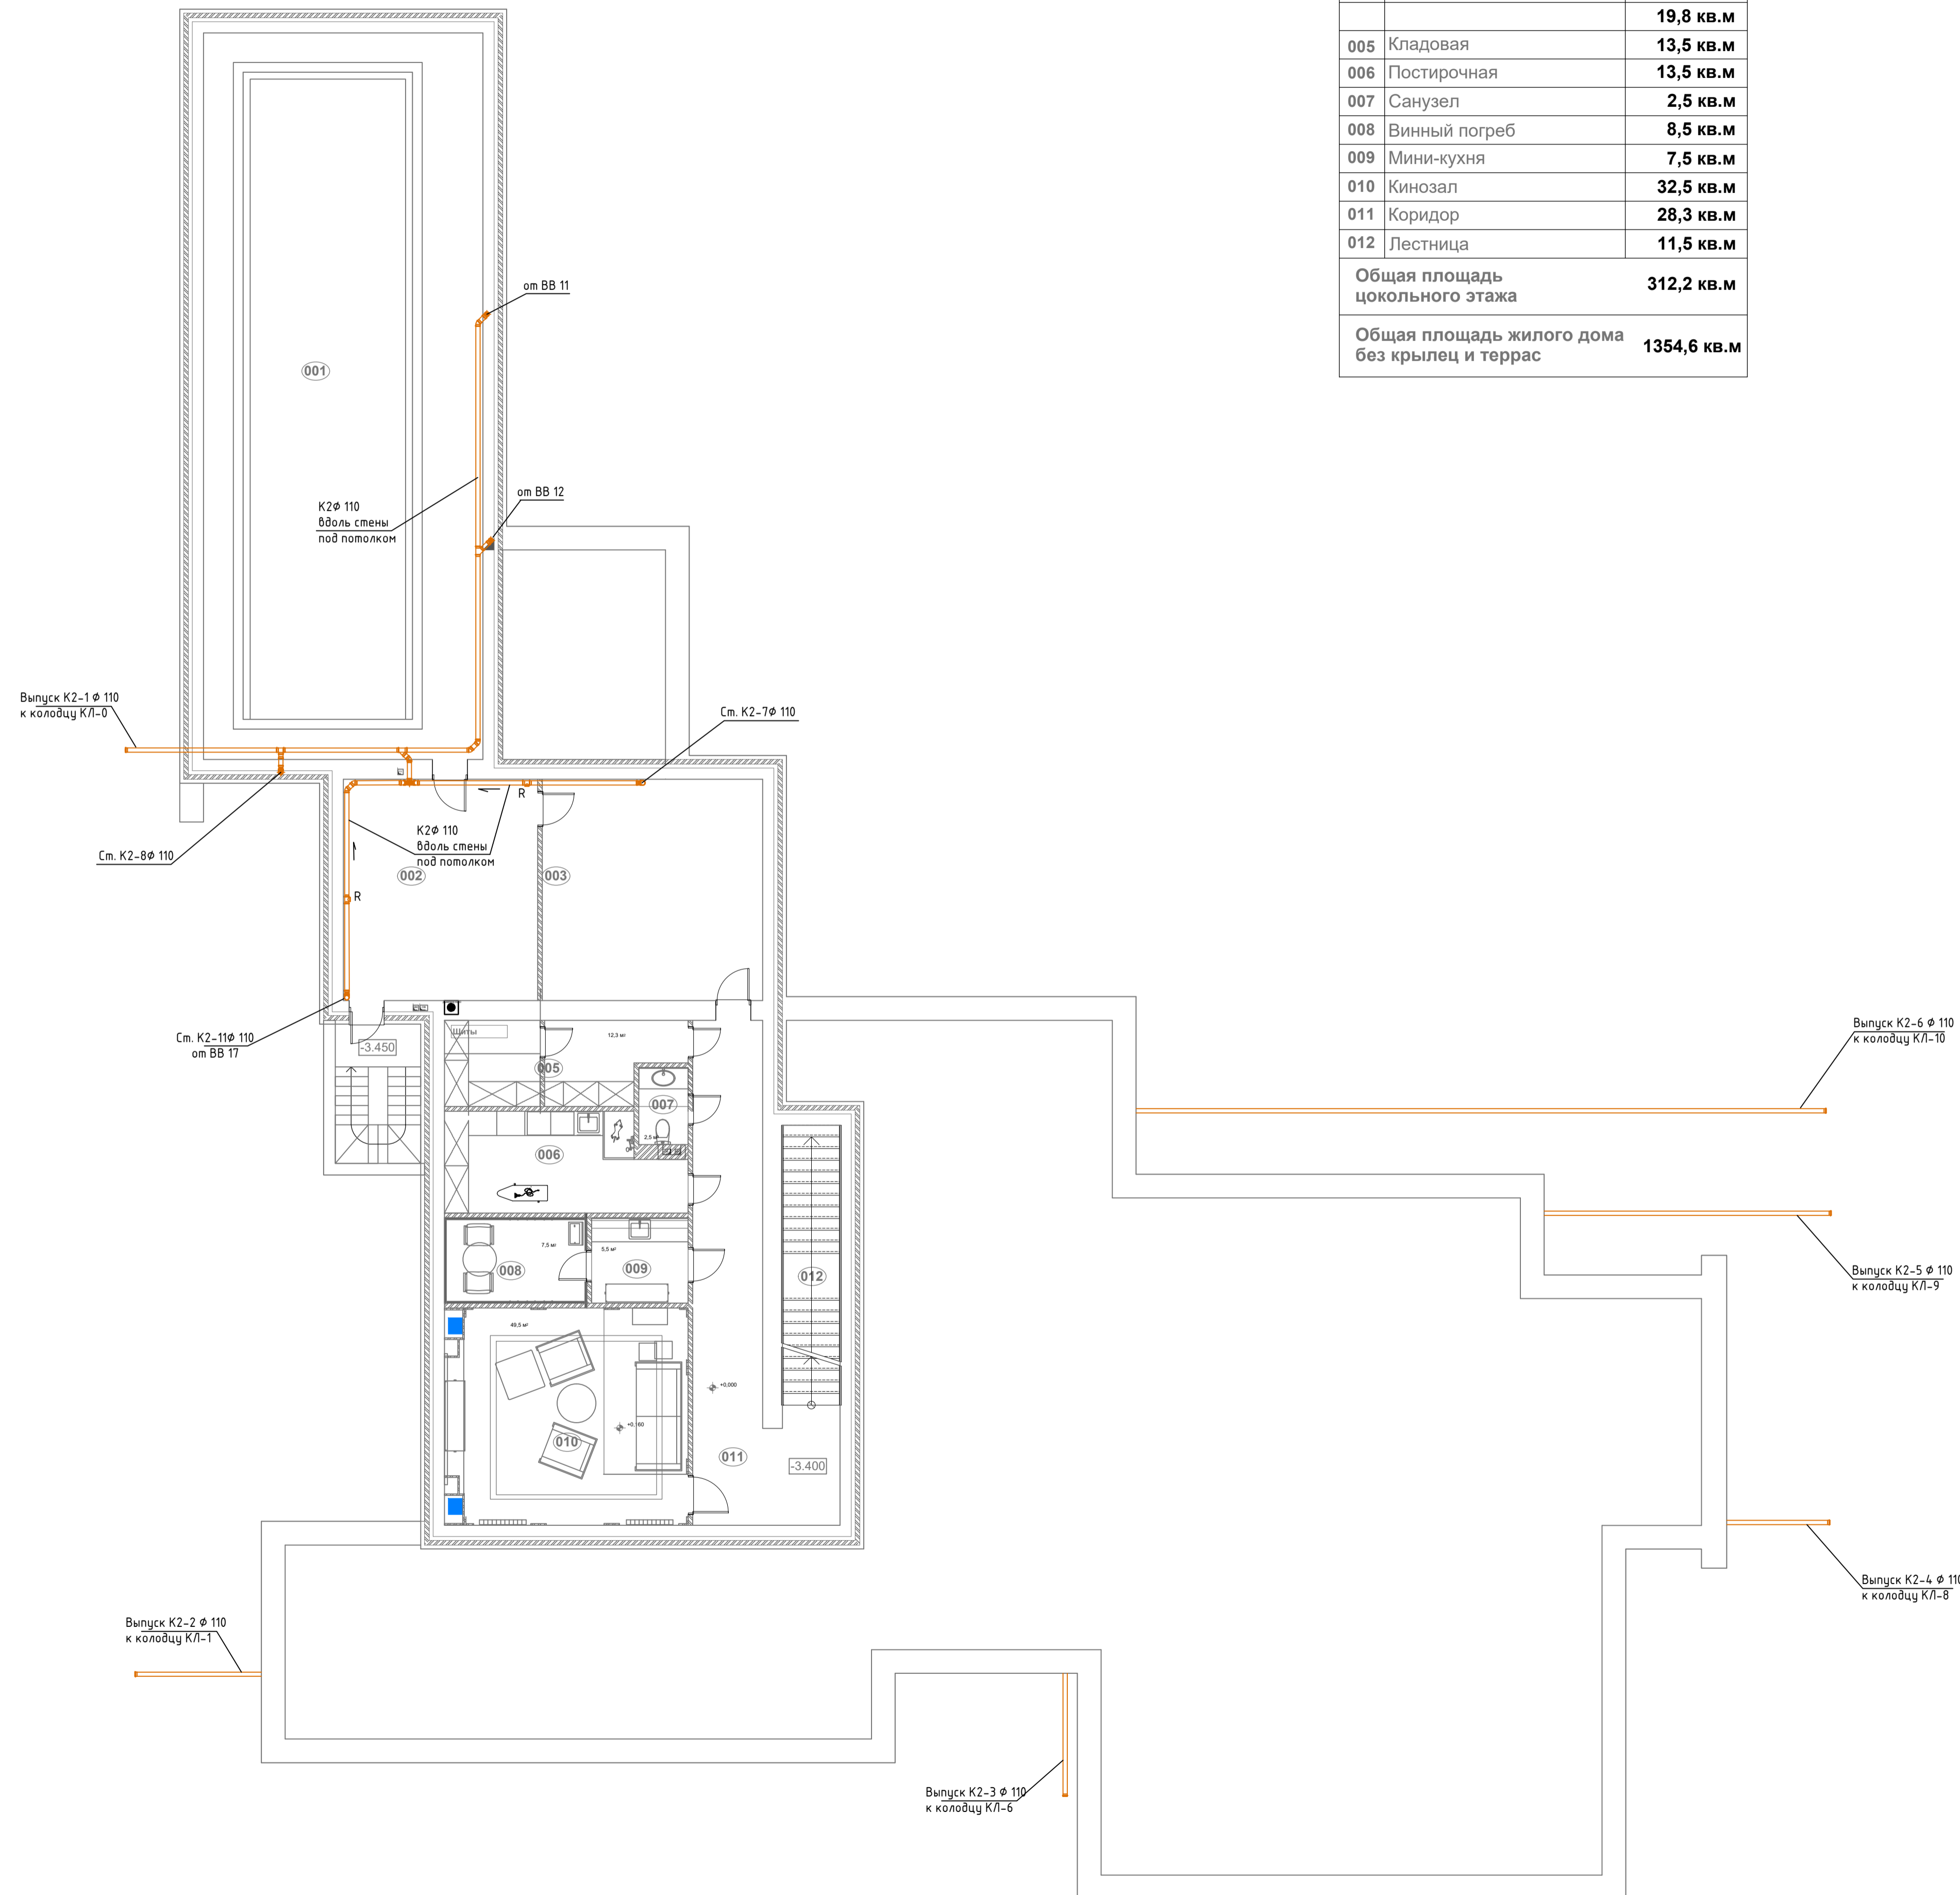 19,8 кв.м
005 Кладовая 13,5 кв.м
006 Постирочная 13,5 кв.м
007 Санузел 2,5 кв.м
008 Винный погреб 8,5 кв.м
009 Мини-кухня 7,5 кв.м
010 Кинозал 32,5 кв.м
011 Коридор 28,3 кв.м
012 Лестница 11,5 кв.м
Общая площадь
цокольного этажа 312,2 кв.м
Общая площадь жилого дома
без крылец и террас 1354,6 кв.м
от ВВ 11
001
от ВВ 12
К2ϕ 110
вдоль стены
под потолком
Выпуск К2-1 ϕ 110
к колодцу КЛ-0
Ст. К2-7ϕ 110
R
К2ϕ 110
вдоль стены
под потолком
Ст. К2-8ϕ 110
002
003
R
Ст. К2-11ϕ 110
от ВВ 17
-3.450
Щиты
12,3 м²
005
007
2,5 м²
006
Выпуск К2-6 ϕ 110
к колодцу КЛ-10
7,5 м²
5,5 м²
008
009
012
Выпуск К2-5 ϕ 110
к колодцу КЛ-9
49,5 м²
+0,000
+0,160
010
011
-3.400
Выпуск К2-4 ϕ 110
к колодцу КЛ-8
Выпуск К2-2 ϕ 110
к колодцу КЛ-1
Выпуск К2-3 ϕ 110
к колодцу КЛ-6